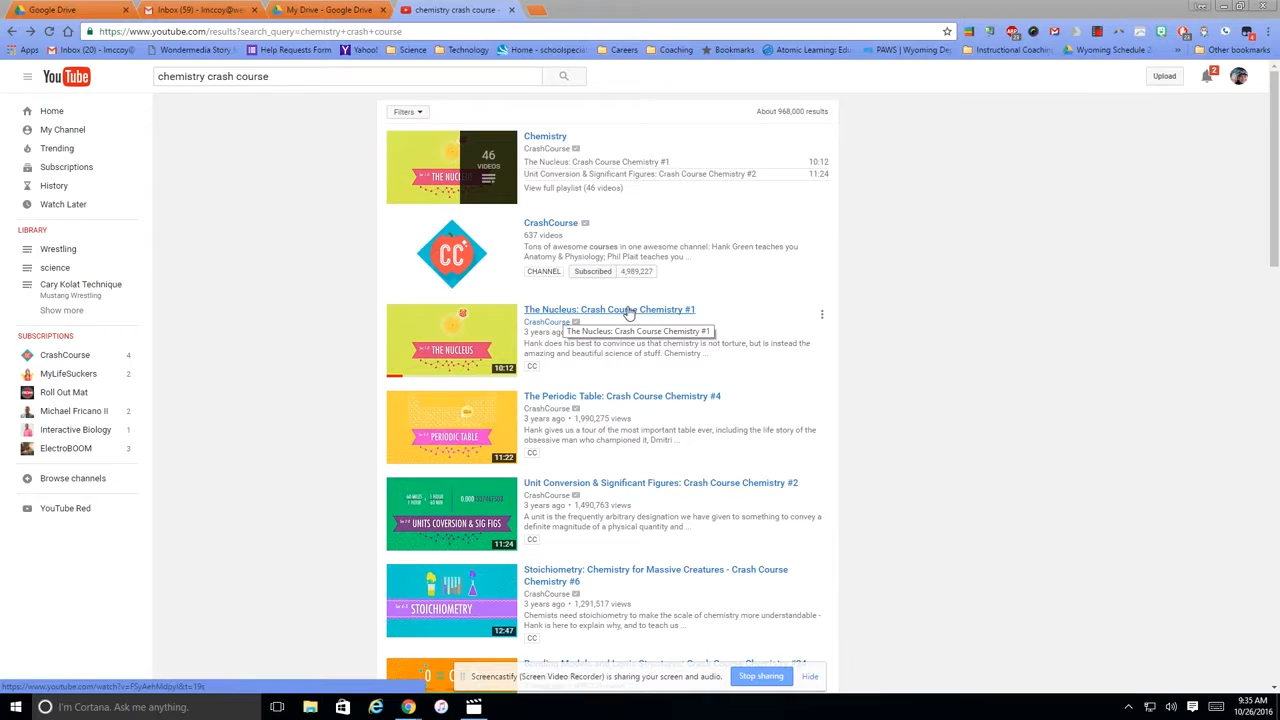 Google Drive
Inbox (59) - lmccoy@we
My Drive - Google Drive
chemistry crash course -
https://www.youtube.com/results?search_query=chemistry+crash+course
Apps
Inbox (20) - lmccoy@
Wondermedia Story
Help Requests Form
Yahoo
Science
Technology
Home - schoolspecial
Careers
Coaching
Bookmarks
Atomic Learning - Edu
PAWS | Wyoming Dep
Instructional Coachin
Wyoming Schedule
Other bookmarks
YouTube
chemistry crash course
Upload
2
Home
My Channel
Trending
Subscriptions
History
Watch Later
LIBRARY
Wrestling
science
Cary Kolat Technique
Mustang Wrestling
Show more
SUBSCRIPTIONS
CrashCourse 4
MyLifeSuckers 2
Roll Out Mat
Michael Fricano II 2
Interactive Biology 1
ElectroBOOM 3
Browse channels
YouTube Red
Filters
About 968,000 results
46
VIDEOS
THE NUCLE
Chemistry
CrashCourse
The Nucleus: Crash Course Chemistry #1 10:12
Unit Conversion & Significant Figures: Crash Course Chemistry #2 11:24
View full playlist (46 videos)
CC
CrashCourse
637 videos
Tons of awesome courses in one awesome channel: Hank Green teaches you
Anatomy & Physiology; Phil Plait teaches you ...
CHANNEL
Subscribed 4,989,227
THE NUCLEUS
10:12
The Nucleus: Crash Course Chemistry #1
CrashCourse
The Nucleus: Crash Course Chemistry #1
3 years ago
Hank does his best to convince us that chemistry is not torture, but is instead the
amazing and beautiful science of stuff. Chemistry ...
CC
PERIODIC TABLE
11:22
The Periodic Table: Crash Course Chemistry #4
CrashCourse
3 years ago • 1,990,275 views
Hank gives us a tour of the most important table ever, including the life story of the
obsessive man who championed it, Dmitri ...
CC
UNITS COVERSION & SIG FIGS
11:24
Unit Conversion & Significant Figures: Crash Course Chemistry #2
CrashCourse
3 years ago • 1,490,763 views
A unit is the frequently arbitrary designation we have given to something to convey a
definite magnitude of a physical quantity and ...
CC
STOICHIOMETRY
12:47
Stoichiometry: Chemistry for Massive Creatures - Crash Course
Chemistry #6
CrashCourse
3 years ago • 1,291,517 views
Chemists need stoichiometry to make the scale of chemistry more understandable -
Hank is here to explain why, and to teach us ...
CC
Screencastify (Screen Video Recorder) is sharing your screen and audio.
Stop sharing
Hide
I'm Cortana. Ask me anything.
9:35 AM
10/26/2016